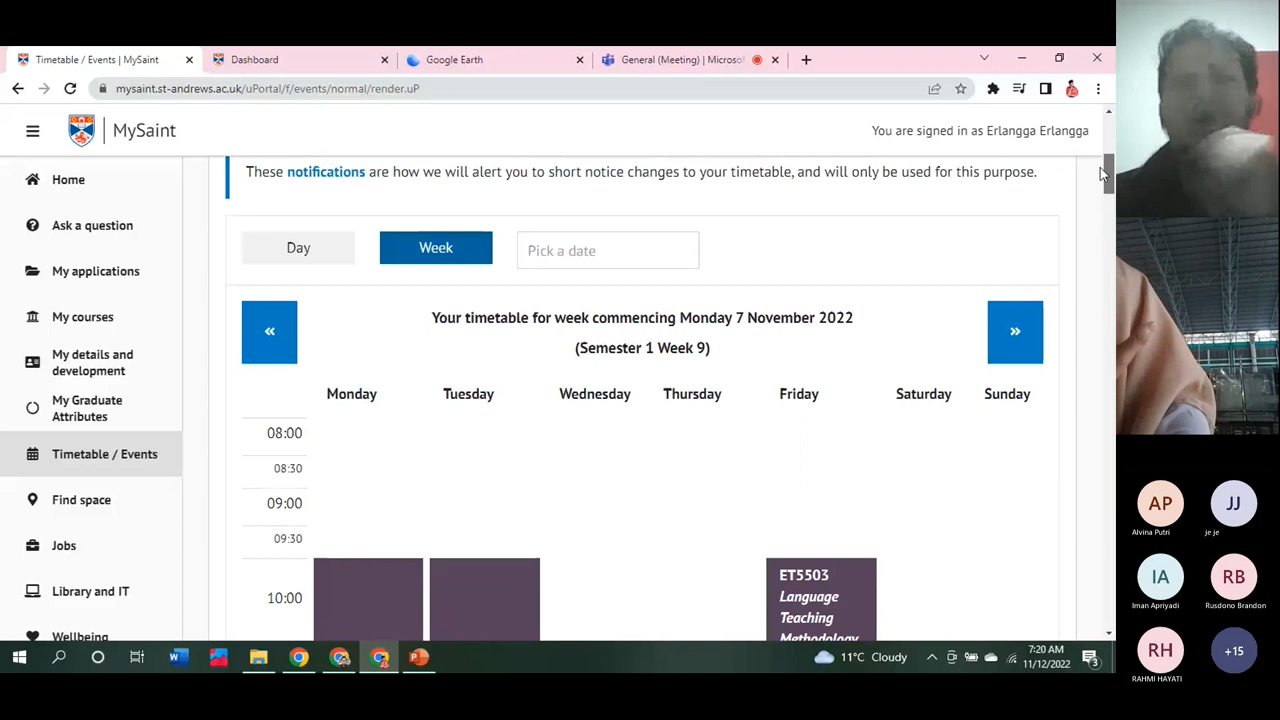 Timetable / Events | MySaint
Dashboard
Google Earth
General (Meeting) | Microsof
mysaint.st-andrews.ac.uk/uPortal/f/events/normal/render.uP
MySaint
You are signed in as Erlangga Erlangga
These notifications are how we will alert you to short notice changes to your timetable, and will only be used for this purpose.
Home
Ask a question
My applications
My courses
My details and
development
My Graduate
Attributes
Timetable / Events
Find space
Jobs
Library and IT
Wellbeing
Day
Week
Pick a date
«
Your timetable for week commencing Monday 7 November 2022
(Semester 1 Week 9)
»
Monday
Tuesday
Wednesday
Thursday
Friday
Saturday
Sunday
08:00
08:30
09:00
09:30
10:00
ET5503
Language
Teaching
Methodology
11°C Cloudy
7:20 AM
11/12/2022
3
AP
Alvina Putri
JJ
je je
IA
Iman Apriyadi
RB
Rusdono Brandon
RH
RAHMI HAYATI
+15